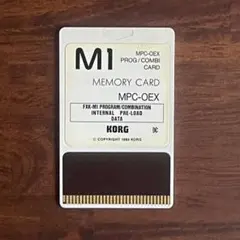 M1
MPC-OEX
PROG/COMBI
CARD
MEMORY CARD
MPC-OEX
FOR-M1 PROGRAM/COMBINATION
INTERNAL PRE-LOAD
DATA
KORG
© COPYRIGHT 1988 KORG